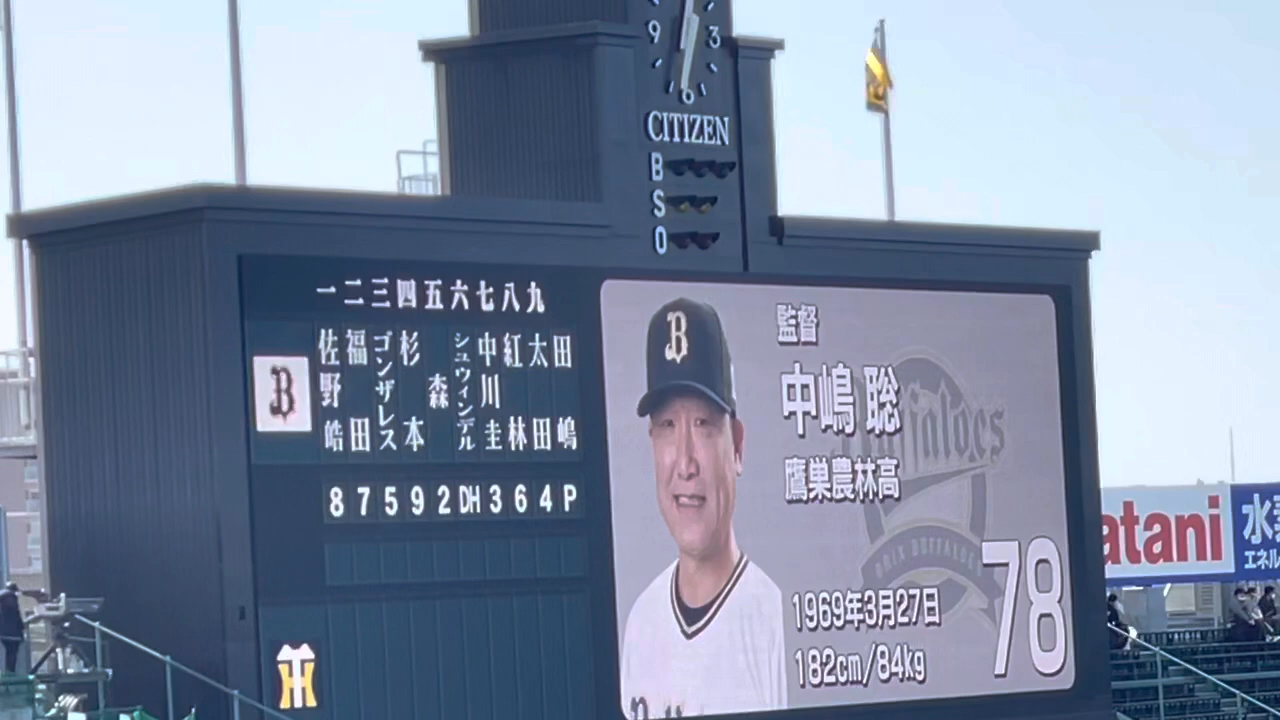 9 3
6
CITIZEN
B
S
O
一二三四五六七八九
佐野皓
福田
ゴンザレス
杉本
森
シュウィンデル
中川圭
紅林
太田
田嶋
8 7 5 9 2 DH 3 6 4 P
B
監督
中嶋 聡
鷹巣農林高
Buffaloes
ORIX BUFFALOES
1969年3月27日
182cm/84kg
78
B
atani
水素
エネル